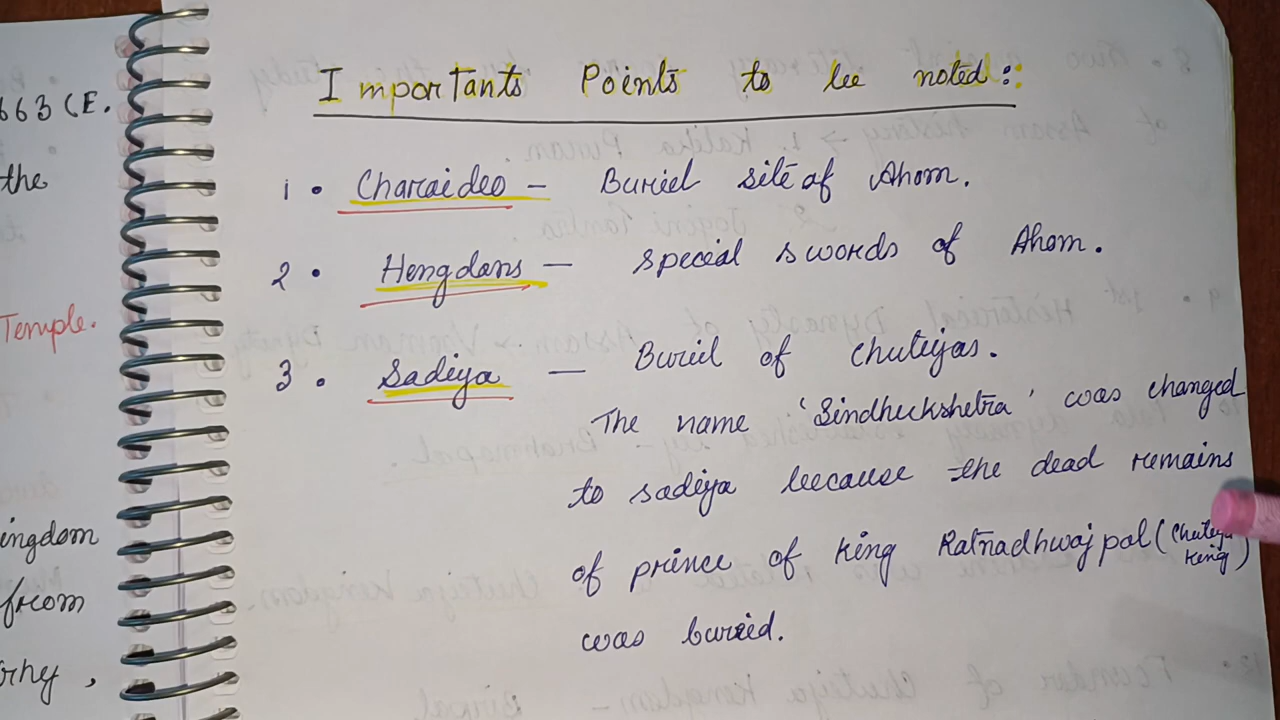 663 CE.
the
Temple.
ingdom
from
rhy,
Importants Points to be noted::
1. Charaideo - Buriel site of Ahom.
2. Hengdans - special swords of Ahom.
3. Sadiya - Buriel of Chutiyas.
The name 'Sindhukshetra' was changed
to sadiya because the dead remains
of prince of king Ratnadhwajpal (Chutiya king)
was buried.